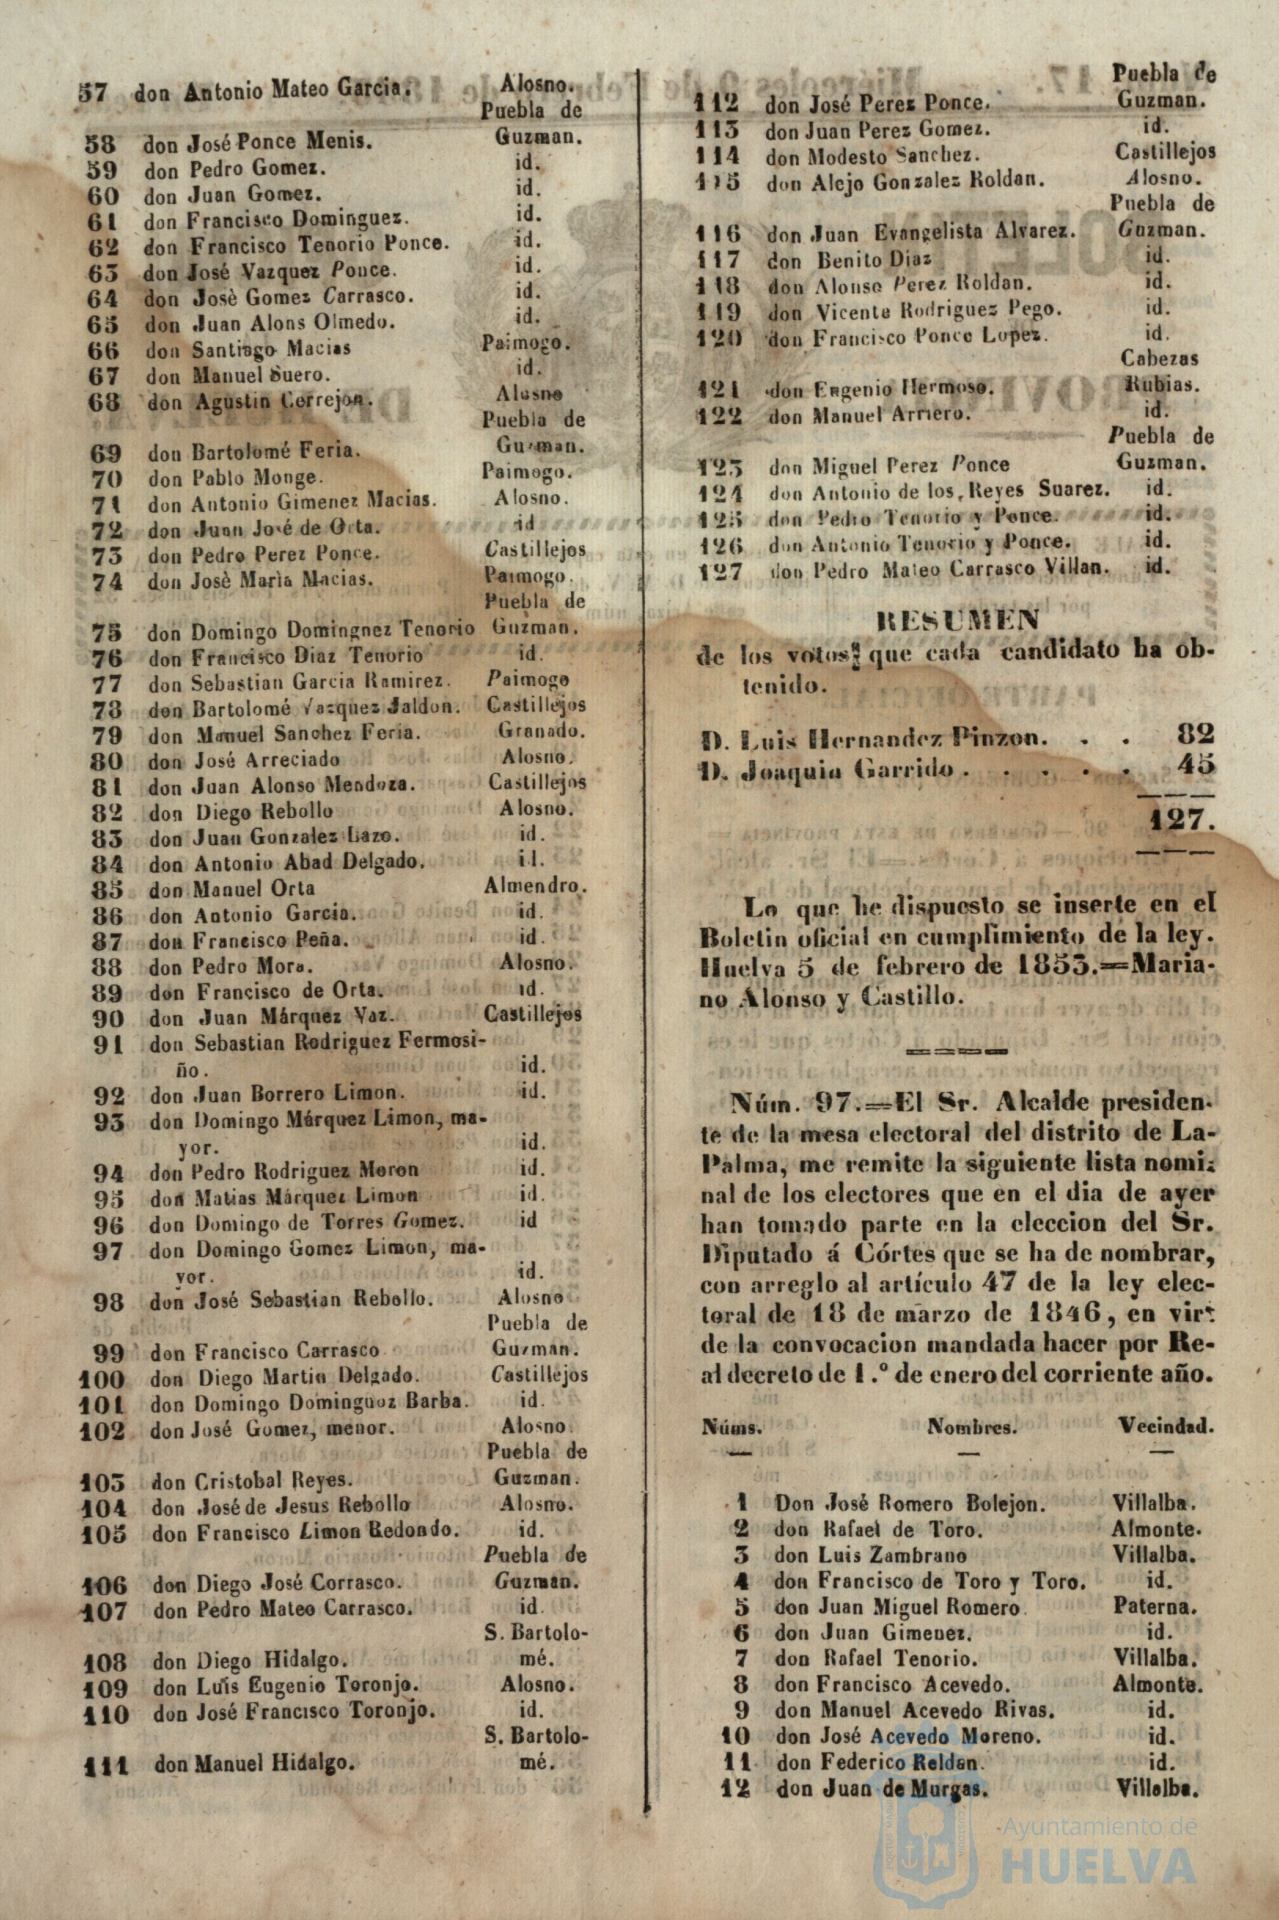 57 don Antonio Mateo Garcia. Alosno.
Puebla de
58 don José Ponce Menis. Guzman.
59 don Pedro Gomez. id.
60 don Juan Gomez. id.
61 don Francisco Dominguez. id.
62 don Francisco Tenorio Ponce. id.
63 don José Vazquez Ponce. id.
64 don Josè Gomez Carrasco. id.
65 don Juan Alons Olmedo. id.
66 don Santiago Macias Paimogo.
67 don Manuel Suero. id.
68 don Agustin Correjon. Alosno
Puebla de
69 don Bartolomé Feria. Guzman.
70 don Pablo Monge. Paimogo.
71 don Antonio Gimenez Macias. Alosno.
72 don Juan José de Orta. id
73 don Pedro Perez Ponce. Castillejos
74 don Josè Maria Macias. Paimogo.
Puebla de
75 don Domingo Domingnez Tenorio Guzman.
76 don Francisco Diaz Tenorio id.
77 don Sebastian Garcia Ramirez. Paimogo
78 don Bartolomé Vazquez Jaldon. Castillejos
79 don Manuel Sanchez Feria. Granado.
80 don José Arreciado Alosno.
81 don Juan Alonso Mendoza. Castillejos
82 don Diego Rebollo Alosno.
83 don Juan Gonzalez Lazo. id.
84 don Antonio Abad Delgado. id.
85 don Manuel Orta Almendro.
86 don Antonio Garcia. id.
87 don Francisco Peña. id.
88 don Pedro Mora. Alosno.
89 don Francisco de Orta. id.
90 don Juan Márquez Vaz. Castillejos
91 don Sebastian Rodriguez Fermosi-
ño. id.
92 don Juan Borrero Limon. id.
93 don Domingo Márquez Limon, ma-
yor. id.
94 don Pedro Rodriguez Moron id.
95 don Matias Márquez Limon id.
96 don Domingo de Torres Gomez. id
97 don Domingo Gomez Limon, ma-
yor. id.
98 don José Sebastian Rebollo. Alosno
Puebla de
99 don Francisco Carrasco Guzman.
100 don Diego Martin Delgado. Castillejos
101 don Domingo Dominguez Barba. id.
102 don José Gomez, menor. Alosno
Puebla de
103 don Cristobal Reyes. Guzman.
104 don José de Jesus Rebollo Alosno.
105 don Francisco Limon Redondo. id.
Puebla de
106 don Diego José Corrasco. Guzman.
107 don Pedro Mateo Carrasco. id
S. Bartolo-
108 don Diego Hidalgo. mé.
109 don Luis Eugenio Toronjo. Alosno.
110 don José Francisco Toronjo. id.
S. Bartolo-
111 don Manuel Hidalgo. mé.
Puebla de
112 don José Perez Ponce. Guzman.
113 don Juan Perez Gomez. id.
114 don Modesto Sanchez. Castillejos
115 don Alejo Gonzalez Roldan. Alosno.
Puebla de
116 don Juan Evangelista Alvarez. Guzman.
117 don Benito Diaz id.
118 don Alonso Perez Roldan. id.
119 don Vicente Rodriguez Pego. id.
120 don Francisco Ponce Lopez. id.
Cabezas
121 don Engenio Hermoso. Rubias.
122 don Manuel Arriero. id.
Puebla de
123 don Miguel Perez Ponce Guzman.
124 don Antonio de los Reyes Suarez. id.
125 don Pedro Tenorio y Ponce. id.
126 don Antonio Tenorio y Ponce. id.
127 don Pedro Mateo Carrasco Villan. id.
RESUMEN
de los votos que cada candidato ha ob-
tenido.
D. Luis Hernandez Pinzon. . . 82
D. Joaquin Garrido . . . . . 45
127.
Lo que he dispuesto se inserte en el
Boletin oficial en cumplimiento de la ley.
Huelva 5 de febrero de 1853.=Maria-
no Alonso y Castillo.
Núm. 97.=El Sr. Alcalde presiden-
te de la mesa electoral del distrito de La-
Palma, me remite la siguiente lista nomi-
nal de los electores que en el dia de ayer
han tomado parte en la eleccion del Sr.
Diputado á Córtes que se ha de nombrar,
con arreglo al artículo 47 de la ley elec-
toral de 18 de marzo de 1846, en virt
de la convocacion mandada hacer por Re-
al decreto de 1.º de enero del corriente año.
Núms. Nombres. Vecindad.
1 Don José Romero Bolejon. Villalba.
2 don Rafael de Toro. Almonte.
3 don Luis Zambrano Villalba.
4 don Francisco de Toro y Toro. id.
5 don Juan Miguel Romero Paterna.
6 don Juan Gimenez. id.
7 don Rafael Tenorio. Villalba.
8 don Francisco Acevedo. Almonte.
9 don Manuel Acevedo Rivas. id.
10 don José Acevedo Moreno. id.
11 don Federico Roldan. id.
12 don Juan de Murgas. Villalba.
Ayuntamiento de
HUELVA